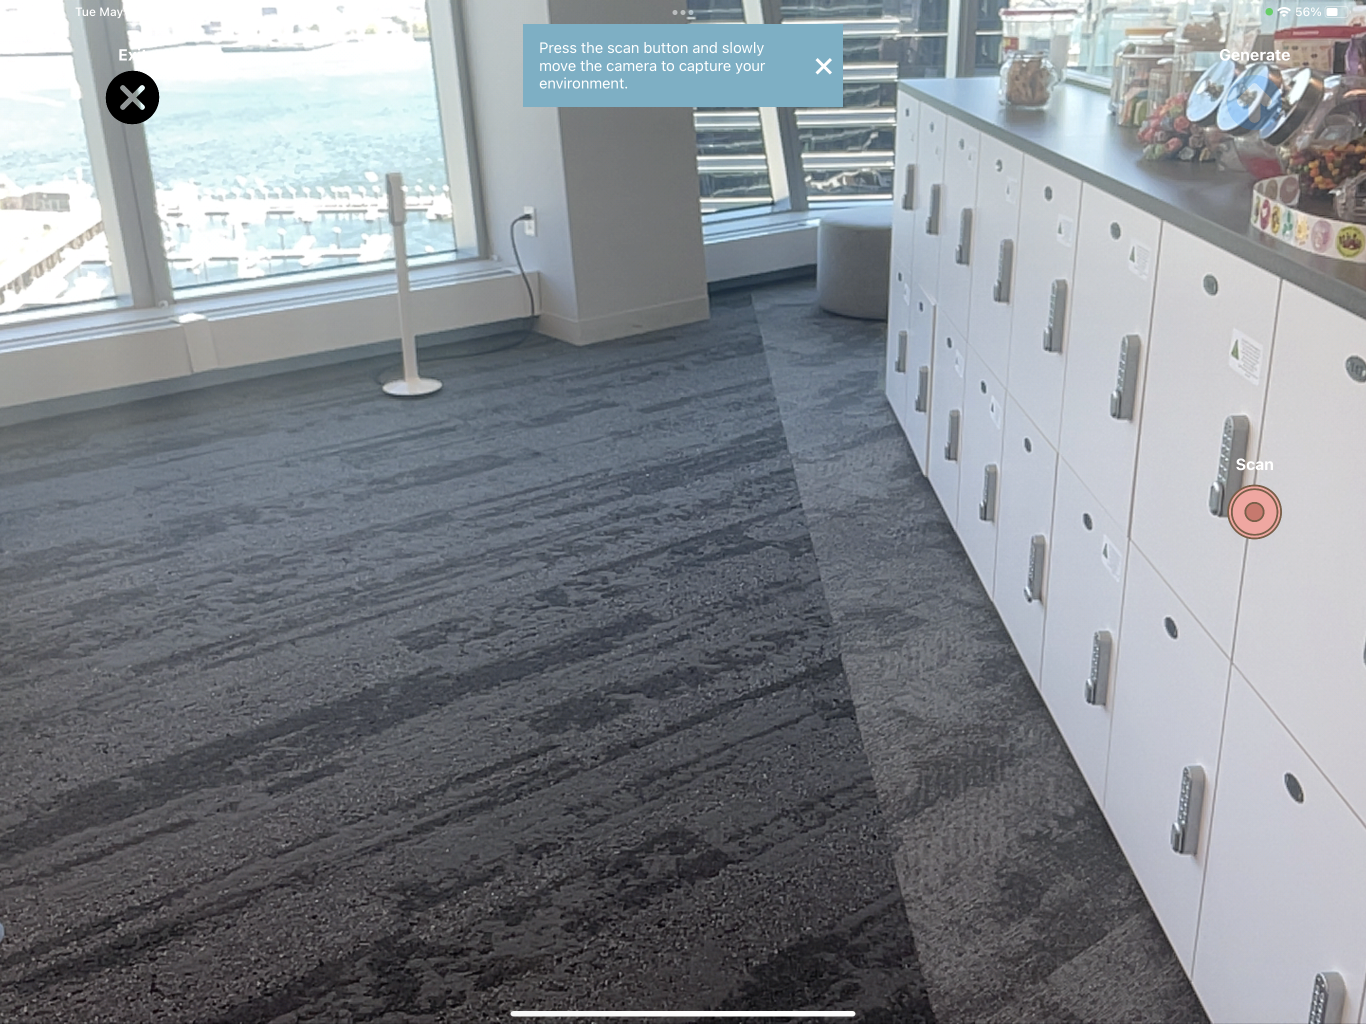 Tue May
56%
Press the scan button and slowly
move the camera to capture your
environment.
Generate
Scan